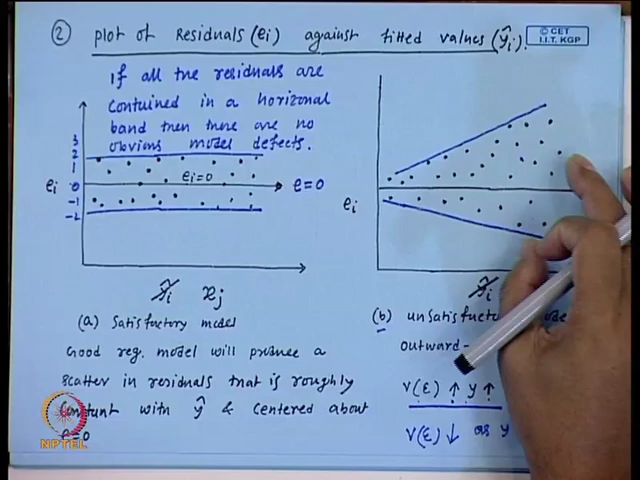 ② plot of Residuals (ei) against fitted values (ŷi).
© CET
I.I.T. KGP
If all the residuals are
contained in a horizonal
band then there are no
obvious model defects.
3
2
1
0
-1
-2
ei
ei=0
e=0
ŷi xj
(a) Satisfactory model
Good reg. model will produce a
scatter in residuals that is roughly
constant with ŷ & centered about
e=0
ei
ŷi
(b) unsatisfactory
outward-
V(ε) ↑ y ↑
V(ε) ↓ as y
NPTEL